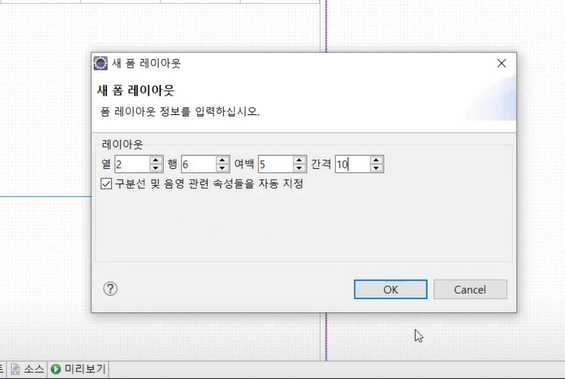 새 폼 레이아웃
새 폼 레이아웃
폼 레이아웃 정보를 입력하십시오.
레이아웃
열 2 행 6 여백 5 간격 10
구분선 및 음영 관련 속성들을 자동 지정
?
OK Cancel
트 소스 미리보기